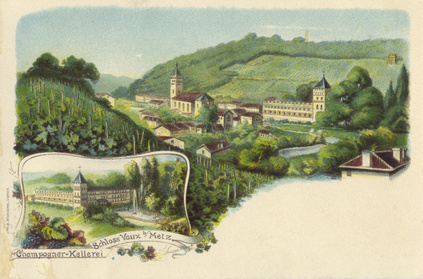 Schloss Vaux b/ Metz
Champagner-Kellerei